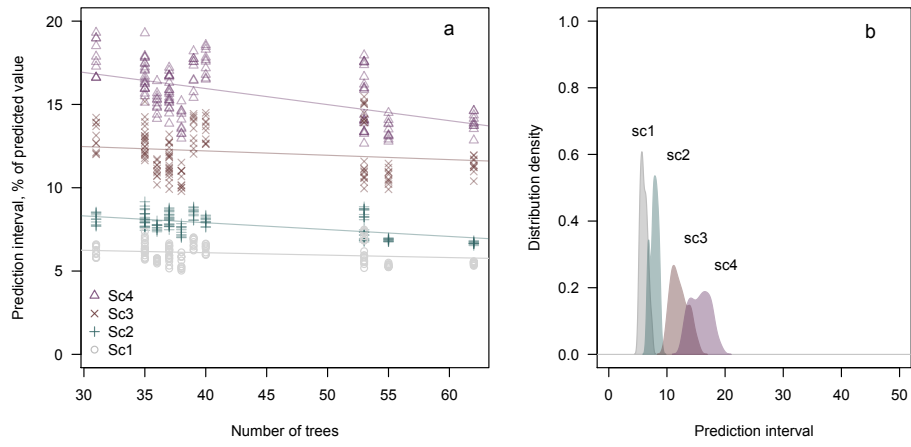 a
Prediction interval, % of predicted value
20
15
10
5
0
Sc4
Sc3
Sc2
Sc1
30 35 40 45 50 55 60
Number of trees
b
Distribution density
1.0
0.8
0.6
0.4
0.2
0.0
sc1
sc2
sc3
sc4
0 10 20 30 40 50
Prediction interval